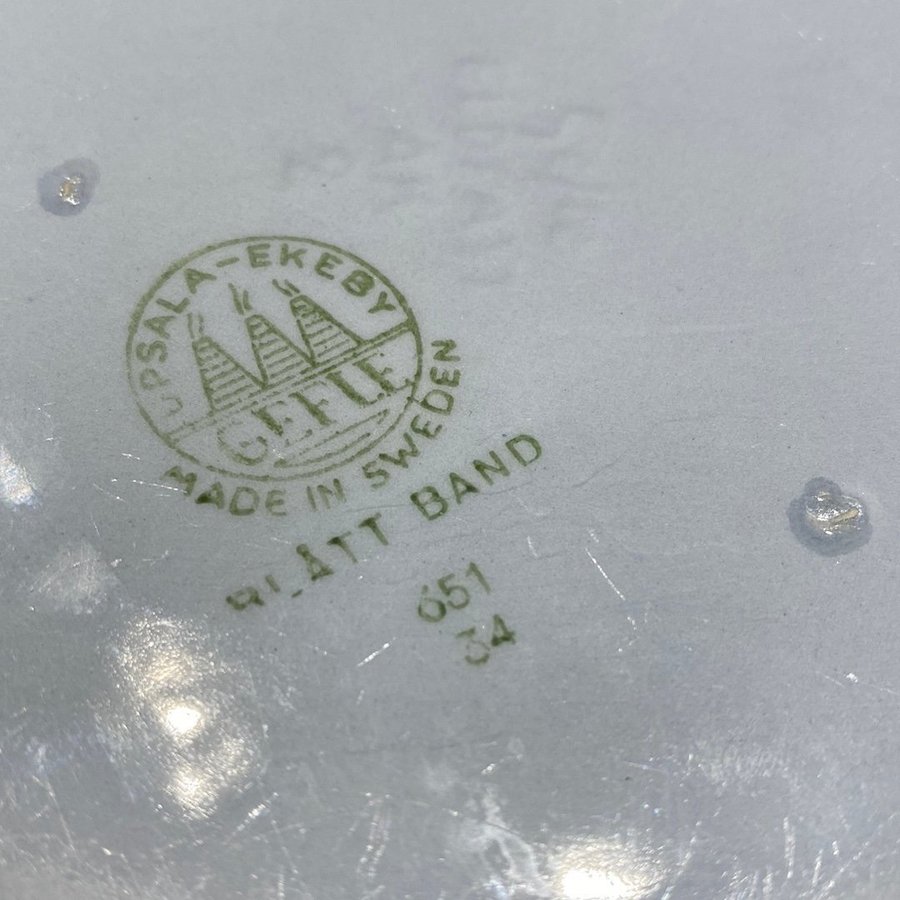 UPSALA-EKEBY
GEFLE
MADE IN SWEDEN
BLÅTT BAND
651
34